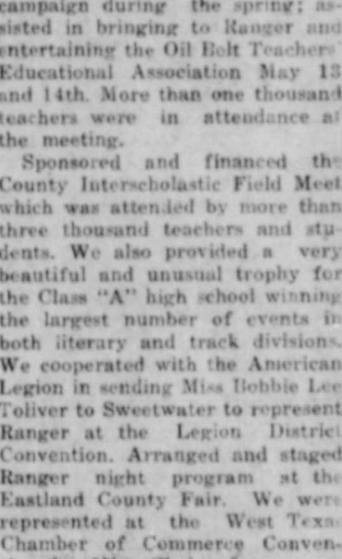 campaign during the spring; as-
sisted in bringing to Ranger and
entertaining the Oil Belt Teachers'
Educational Association May 13
and 14th. More than one thousand
teachers were in attendance at
the meeting.
Sponsored and financed the
County Interscholastic Field Meet
which was attended by more than
three thousand teachers and stu-
dents. We also provided a very
beautiful and unusual trophy for
the Class "A" high school winning
the largest number of events in
both literary and track divisions.
We cooperated with the American
Legion in sending Miss Bobbie Lee
Toliver to Sweetwater to represent
Ranger at the Legion District
Convention. Arranged and staged
Ranger night program at the
Eastland County Fair. We were
represented at the West Texas
Chamber of Commerce Conven-